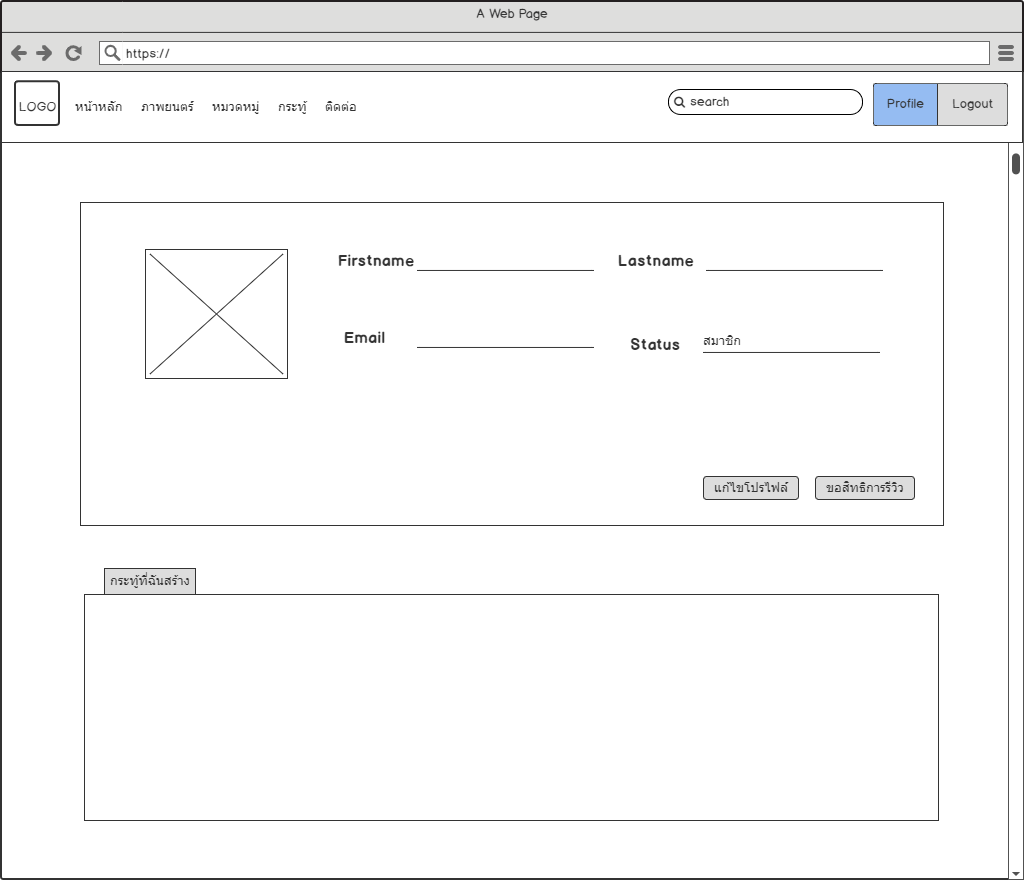 A Web Page
https://
LOGO หน้าหลัก ภาพยนตร์ หมวดหมู่ กระทู้ ติดต่อ search Profile Logout
Firstname Lastname
Email Status สมาชิก
แก้ไขโปรไฟล์ ขอสิทธิการรีวิว
กระทู้ที่ฉันสร้าง